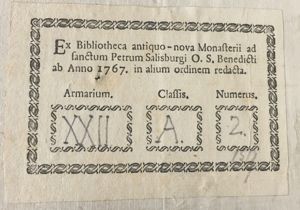 Ex Bibliotheca antiquo-nova Monasterii ad
sanctum Petrum Salisburgi O. S. Benedicti
ab Anno 1767. in alium ordinem redacta.
Armarium. Classis. Numerus.
XXII A. 2.